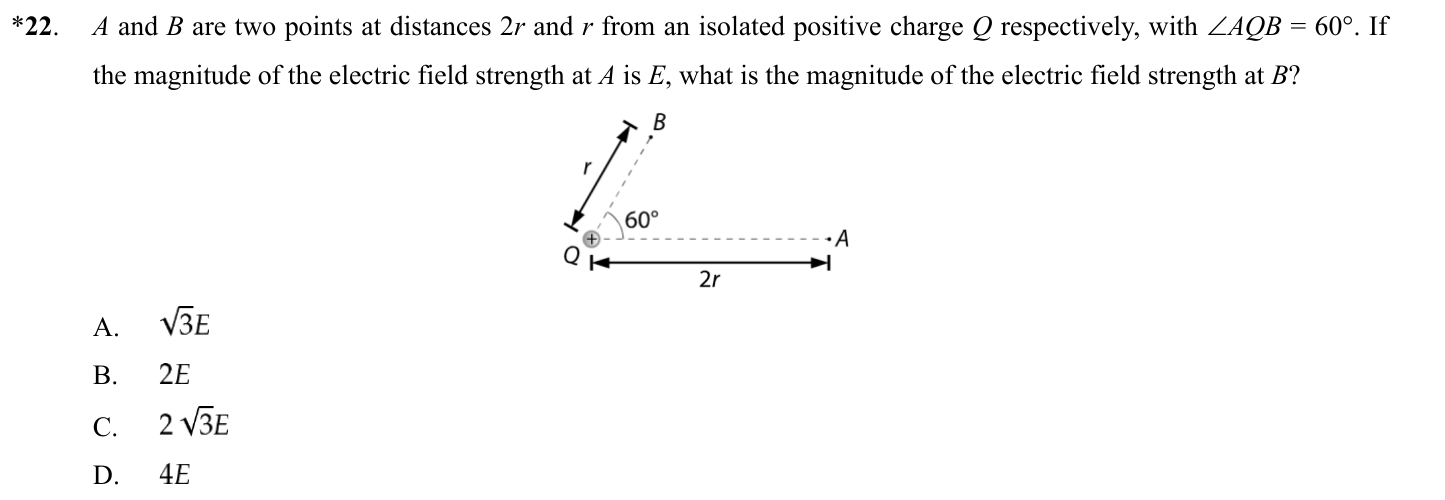 *22. A and B are two points at distances 2r and r from an isolated positive charge Q respectively, with ∠AQB = 60°. If
the magnitude of the electric field strength at A is E, what is the magnitude of the electric field strength at B?
B
r
60°
+
A
Q
2r
A. √3E
B. 2E
C. 2√3E
D. 4E